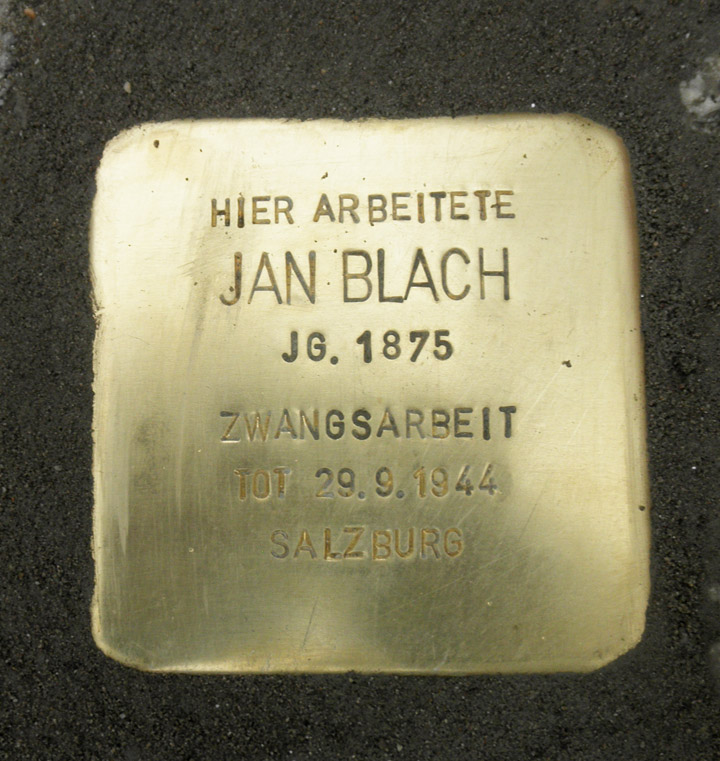 HIER ARBEITETE
JAN BLACH
JG. 1875
ZWANGSARBEIT
TOT 29.9.1944
SALZBURG